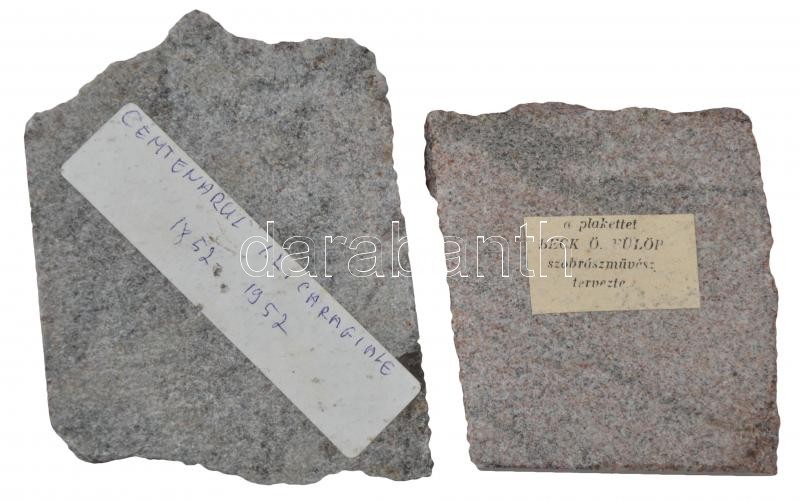 CENTENARUL I.L. CARAGIALE
1852 - 1952
a plakettet
BECK Ö. FÜLÖP
szobrászművész
tervezte
darabanth